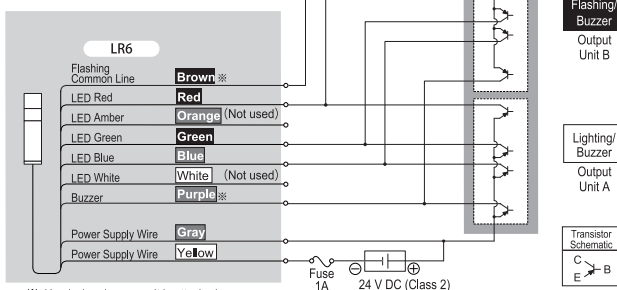 LR6
Flashing
Common Line
Brown ※
LED Red
Red
LED Amber
Orange (Not used)
LED Green
Green
LED Blue
Blue
LED White
White (Not used)
Buzzer
Purple ※
Power Supply Wire
Gray
Power Supply Wire
Yellow
Fuse
1A
⊖
⊕
24 V DC (Class 2)
Flashing/
Buzzer
Output
Unit B
Lighting/
Buzzer
Output
Unit A
Transistor
Schematic
C
B
E